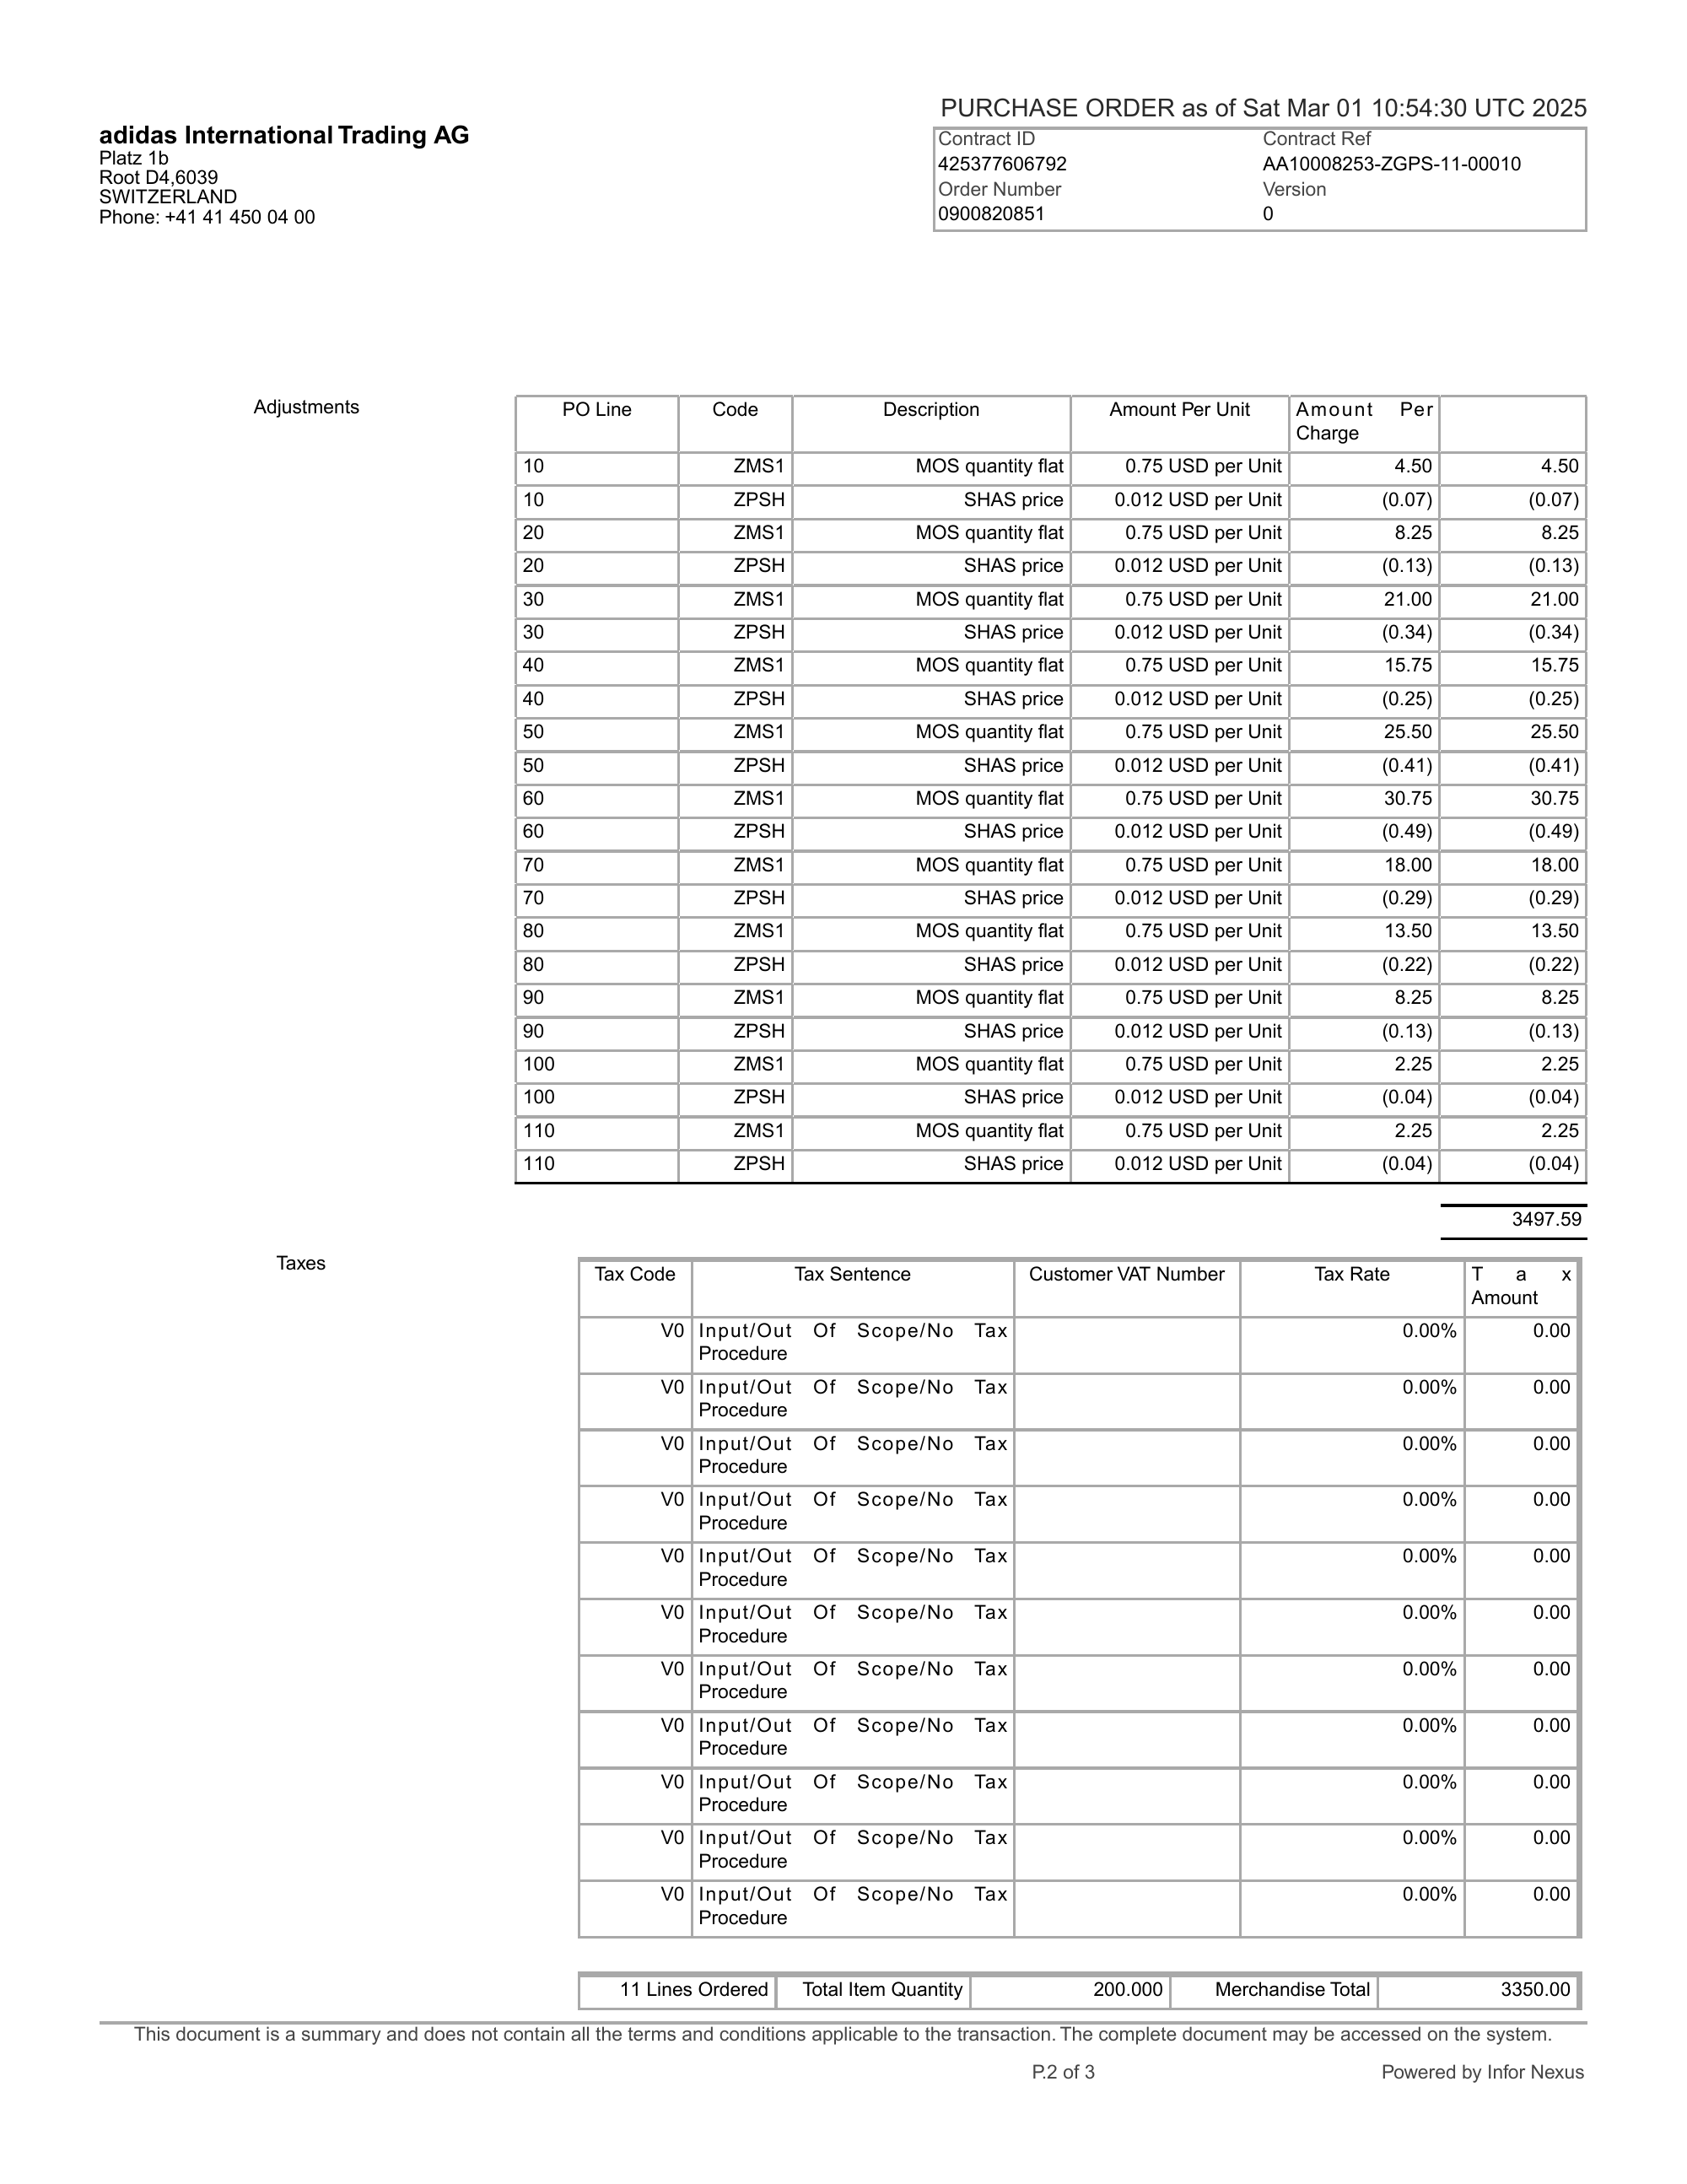 PURCHASE ORDER as of Sat Mar 01 10:54:30 UTC 2025
adidas International Trading AG
Platz 1b
Root D4,6039
SWITZERLAND
Phone: +41 41 450 04 00
Contract ID Contract Ref
425377606792 AA10008253-ZGPS-11-00010
Order Number Version
0900820851 0
Adjustments
PO Line Code Description Amount Per Unit Amount Per
Charge
10 ZMS1 MOS quantity flat 0.75 USD per Unit 4.50 4.50
10 ZPSH SHAS price 0.012 USD per Unit (0.07) (0.07)
20 ZMS1 MOS quantity flat 0.75 USD per Unit 8.25 8.25
20 ZPSH SHAS price 0.012 USD per Unit (0.13) (0.13)
30 ZMS1 MOS quantity flat 0.75 USD per Unit 21.00 21.00
30 ZPSH SHAS price 0.012 USD per Unit (0.34) (0.34)
40 ZMS1 MOS quantity flat 0.75 USD per Unit 15.75 15.75
40 ZPSH SHAS price 0.012 USD per Unit (0.25) (0.25)
50 ZMS1 MOS quantity flat 0.75 USD per Unit 25.50 25.50
50 ZPSH SHAS price 0.012 USD per Unit (0.41) (0.41)
60 ZMS1 MOS quantity flat 0.75 USD per Unit 30.75 30.75
60 ZPSH SHAS price 0.012 USD per Unit (0.49) (0.49)
70 ZMS1 MOS quantity flat 0.75 USD per Unit 18.00 18.00
70 ZPSH SHAS price 0.012 USD per Unit (0.29) (0.29)
80 ZMS1 MOS quantity flat 0.75 USD per Unit 13.50 13.50
80 ZPSH SHAS price 0.012 USD per Unit (0.22) (0.22)
90 ZMS1 MOS quantity flat 0.75 USD per Unit 8.25 8.25
90 ZPSH SHAS price 0.012 USD per Unit (0.13) (0.13)
100 ZMS1 MOS quantity flat 0.75 USD per Unit 2.25 2.25
100 ZPSH SHAS price 0.012 USD per Unit (0.04) (0.04)
110 ZMS1 MOS quantity flat 0.75 USD per Unit 2.25 2.25
110 ZPSH SHAS price 0.012 USD per Unit (0.04) (0.04)
3497.59
Taxes
Tax Code Tax Sentence Customer VAT Number Tax Rate Tax
Amount
V0 Input/Out Of Scope/No Tax 0.00% 0.00
Procedure
V0 Input/Out Of Scope/No Tax 0.00% 0.00
Procedure
V0 Input/Out Of Scope/No Tax 0.00% 0.00
Procedure
V0 Input/Out Of Scope/No Tax 0.00% 0.00
Procedure
V0 Input/Out Of Scope/No Tax 0.00% 0.00
Procedure
V0 Input/Out Of Scope/No Tax 0.00% 0.00
Procedure
V0 Input/Out Of Scope/No Tax 0.00% 0.00
Procedure
V0 Input/Out Of Scope/No Tax 0.00% 0.00
Procedure
V0 Input/Out Of Scope/No Tax 0.00% 0.00
Procedure
V0 Input/Out Of Scope/No Tax 0.00% 0.00
Procedure
V0 Input/Out Of Scope/No Tax 0.00% 0.00
Procedure
11 Lines Ordered Total Item Quantity 200.000 Merchandise Total 3350.00
This document is a summary and does not contain all the terms and conditions applicable to the transaction. The complete document may be accessed on the system.
P.2 of 3 Powered by Infor Nexus